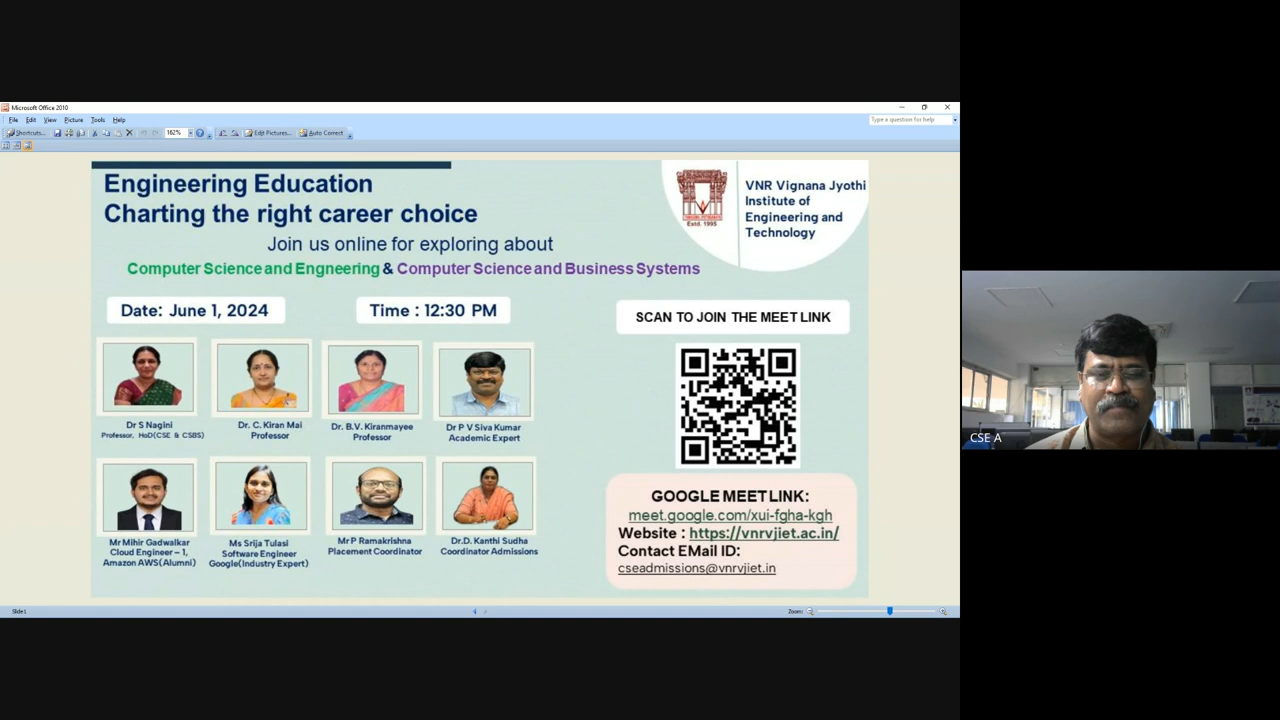 Microsoft Office 2010
File Edit View Picture Tools Help
Type a question for help
Shortcuts... 162% Edit Pictures... Auto Correct
Engineering Education
Charting the right career choice
Join us online for exploring about
Computer Science and Engneering & Computer Science and Business Systems
Estd. 1995
VNR Vignana Jyothi
Institute of
Engineering and
Technology
Date: June 1, 2024
Time : 12:30 PM
SCAN TO JOIN THE MEET LINK
Dr S Nagini
Professor, HoD(CSE & CSBS)
Dr. C. Kiran Mai
Professor
Dr. B.V. Kiranmayee
Professor
Dr P V Siva Kumar
Academic Expert
Mr Mihir Gadwalkar
Cloud Engineer – 1,
Amazon AWS(Alumni)
Ms Srija Tulasi
Software Engineer
Google(Industry Expert)
Mr P Ramakrishna
Placement Coordinator
Dr.D. Kanthi Sudha
Coordinator Admissions
GOOGLE MEET LINK:
meet.google.com/xui-fgha-kgh
Website : https://vnrvjiet.ac.in/
Contact EMail ID:
cseadmissions@vnrvjiet.in
CSE A
Slide1
Zoom: